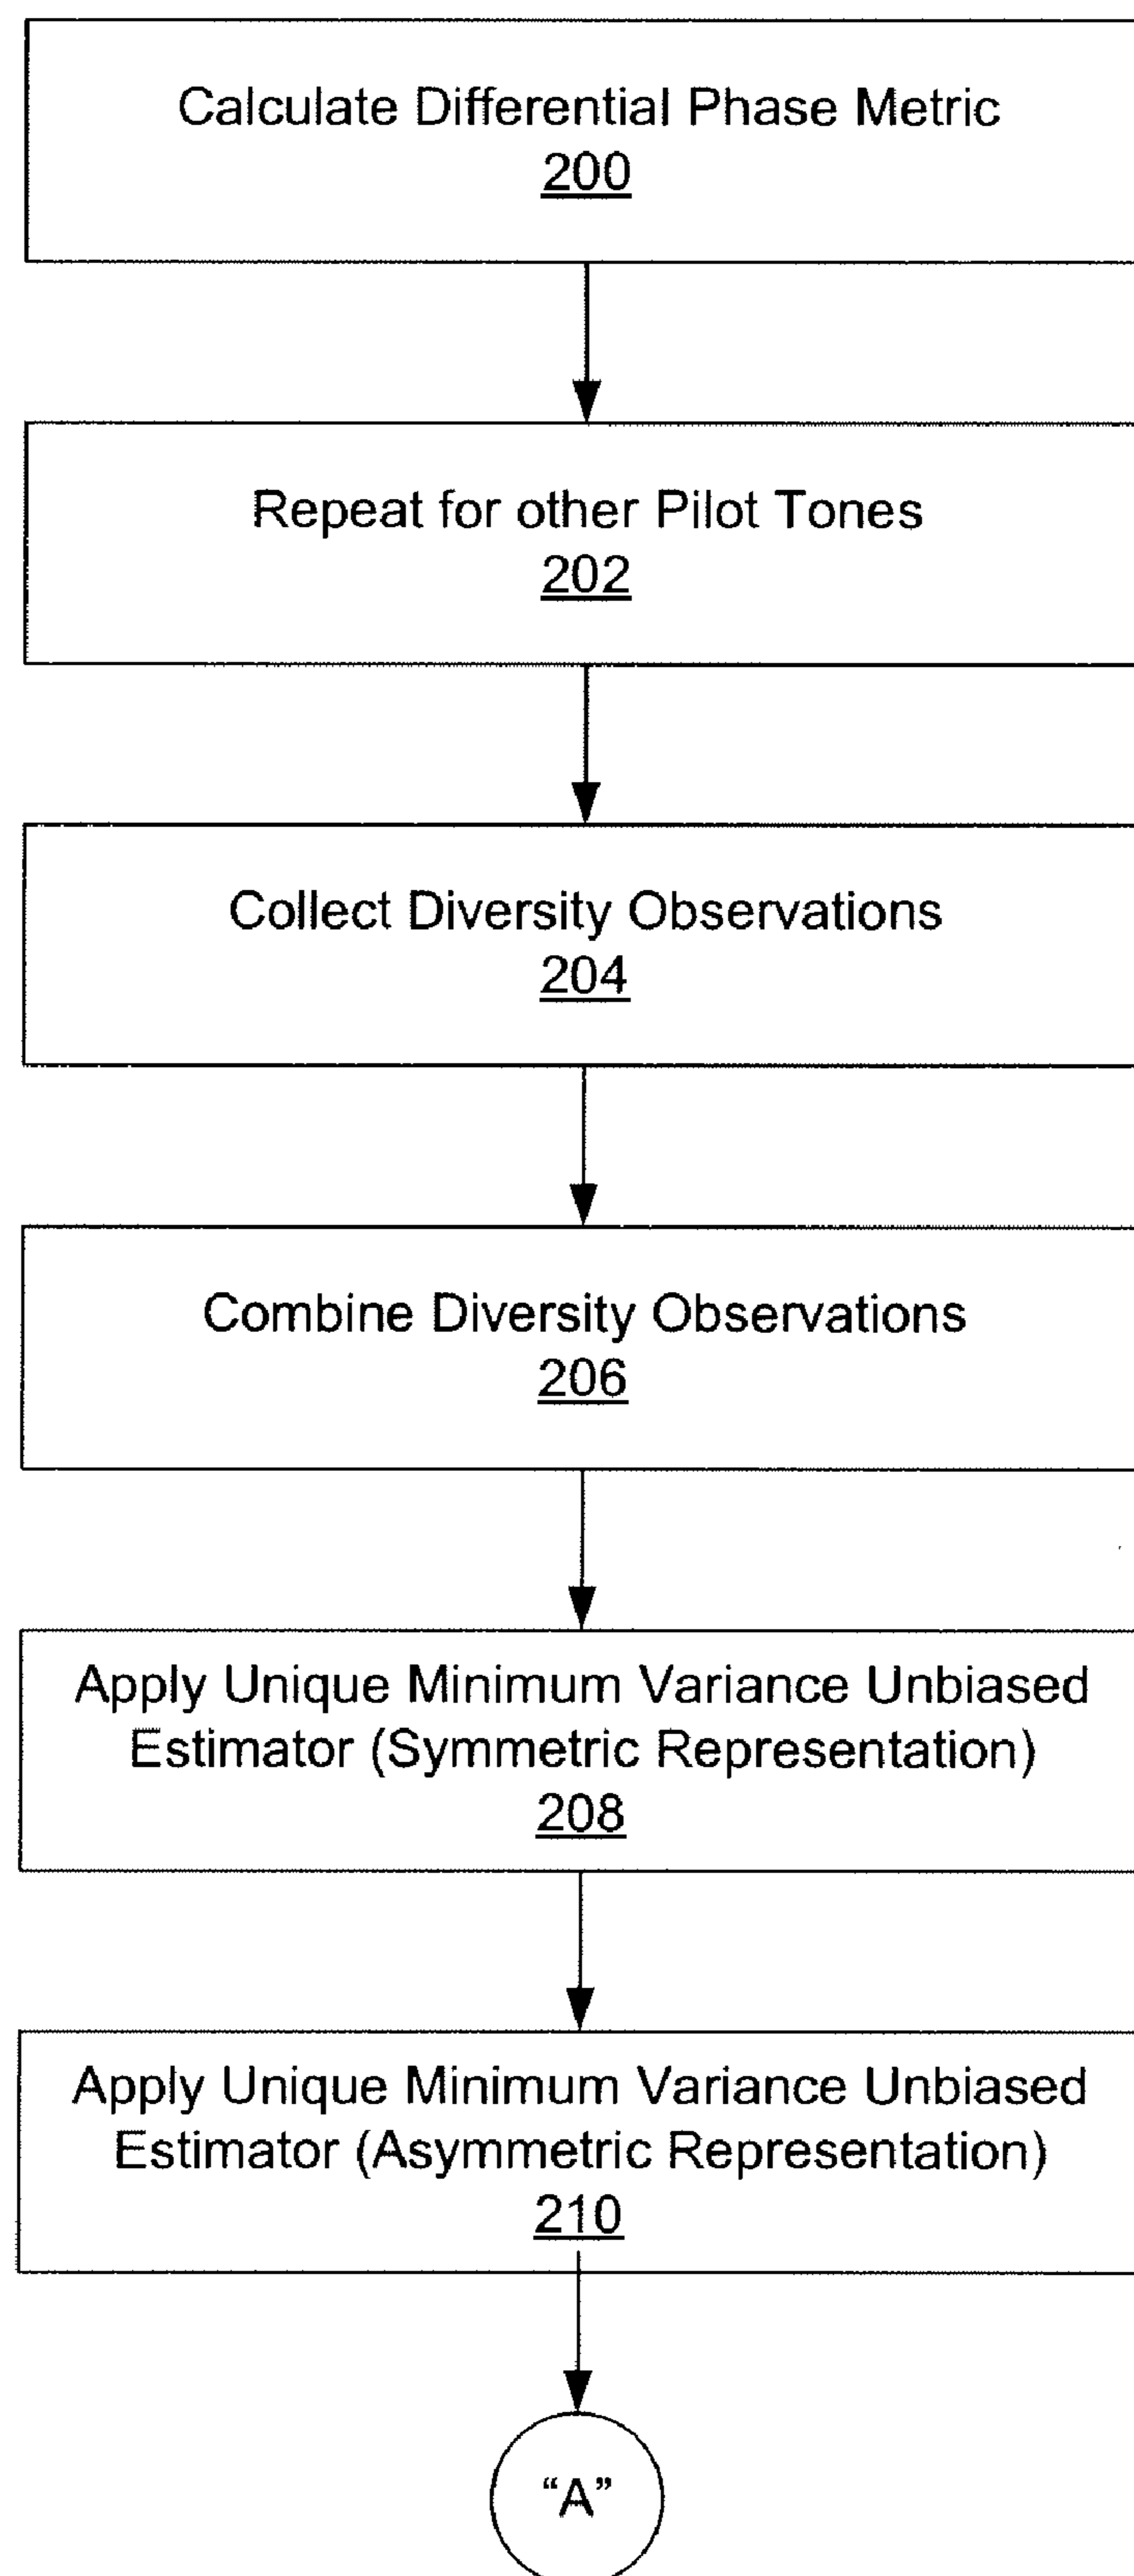 Calculate Differential Phase Metric
200
Repeat for other Pilot Tones
202
Collect Diversity Observations
204
Combine Diversity Observations
206
Apply Unique Minimum Variance Unbiased
Estimator (Symmetric Representation)
208
Apply Unique Minimum Variance Unbiased
Estimator (Asymmetric Representation)
210
“A”